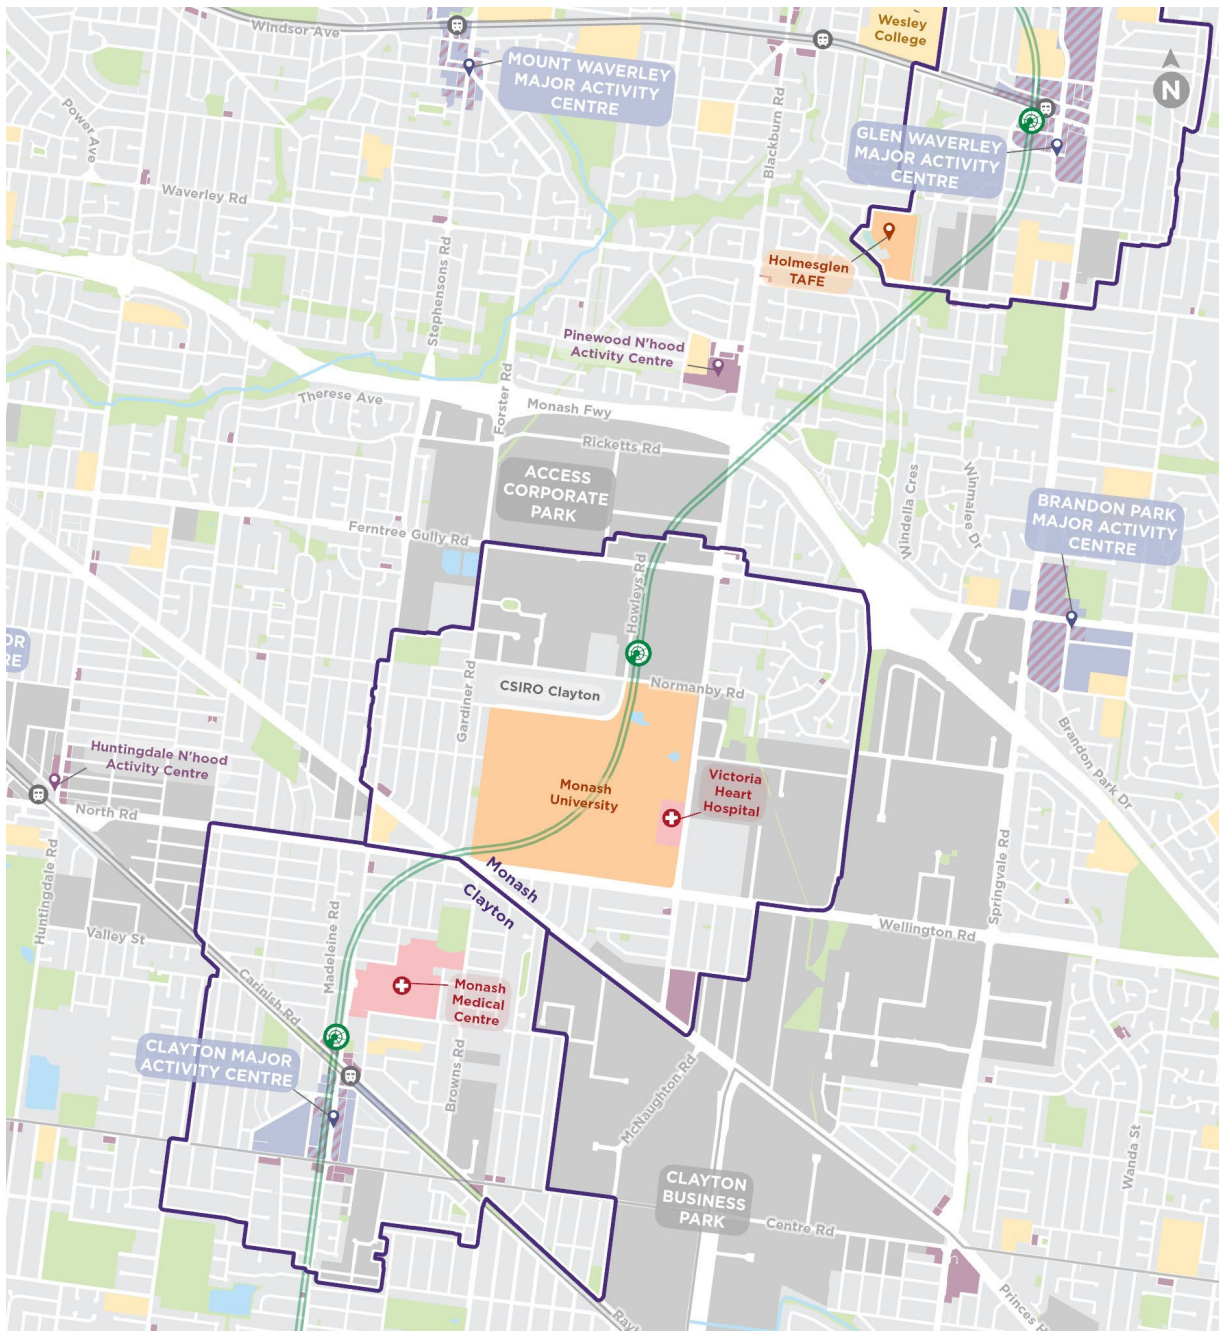 Windsor Ave
Wesley
College
MOUNT WAVERLEY
MAJOR ACTIVITY
CENTRE
N
Power Ave
Blackburn Rd
GLEN WAVERLEY
MAJOR ACTIVITY
CENTRE
Waverley Rd
Stephensons Rd
Holmesglen
TAFE
Pinewood N'hood
Activity Centre
Therese Ave
Forster Rd
Monash Fwy
Ricketts Rd
ACCESS
CORPORATE
PARK
Windella Cres
Winmalee Dr
BRANDON PARK
MAJOR ACTIVITY
CENTRE
Ferntree Gully Rd
Howleys Rd
OR
RE
Gardiner Rd
CSIRO Clayton
Normanby Rd
Brandon Park Dr
Huntingdale N'hood
Activity Centre
Monash
University
Victoria
Heart
Hospital
North Rd
Huntingdale Rd
Springvale Rd
Monash
Clayton
Valley St
Madeleine Rd
Wellington Rd
Carinish Rd
Monash
Medical
Centre
CLAYTON MAJOR
ACTIVITY CENTRE
Browns Rd
McNaughton Rd
Wanda St
CLAYTON
BUSINESS
PARK
Centre Rd
Princes H